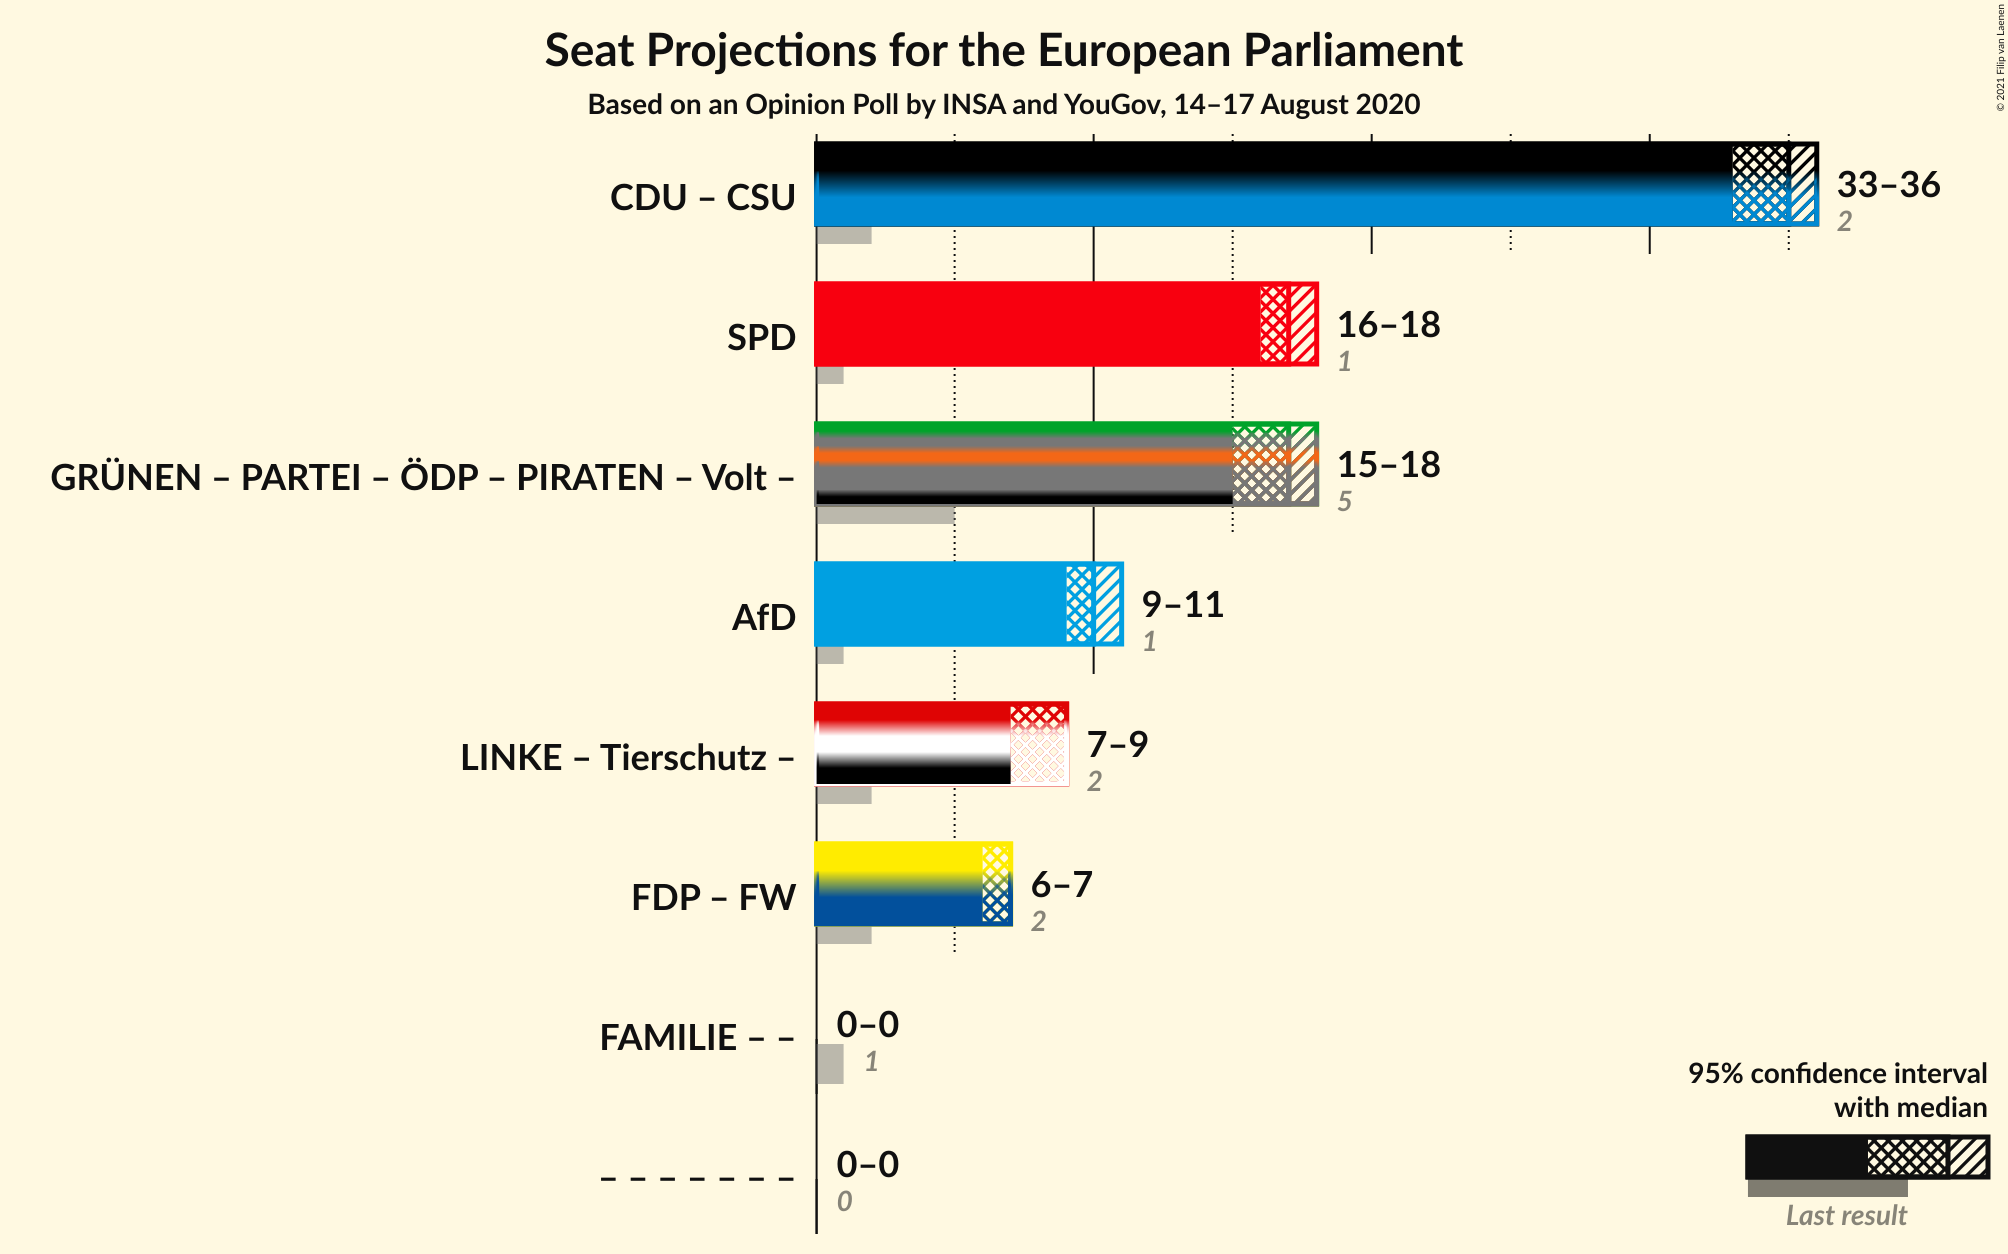 Seat Projections for the European Parliament
Based on an Opinion Poll by INSA and YouGov, 14–17 August 2020
© 2021 Filip van Laenen
CDU – CSU
33–36
2
SPD
16–18
1
GRÜNEN – PARTEI – ÖDP – PIRATEN – Volt –
15–18
5
AfD
9–11
1
LINKE – Tierschutz –
7–9
2
FDP – FW
6–7
2
FAMILIE – –
0–0
1
– – – – – – –
0–0
0
95% confidence interval
with median
Last result